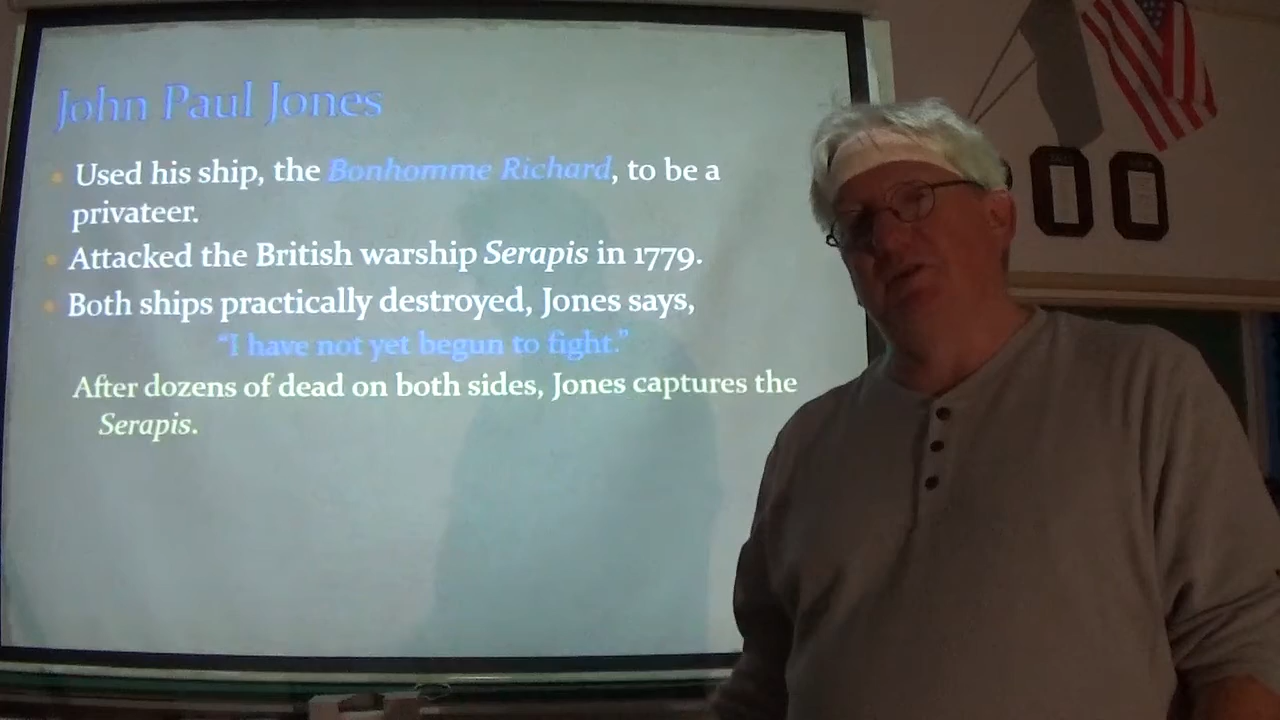 John Paul Jones
Used his ship, the Bonhomme Richard, to be a
privateer.
Attacked the British warship Serapis in 1779.
Both ships practically destroyed, Jones says,
“I have not yet begun to fight.”
After dozens of dead on both sides, Jones captures the
Serapis.